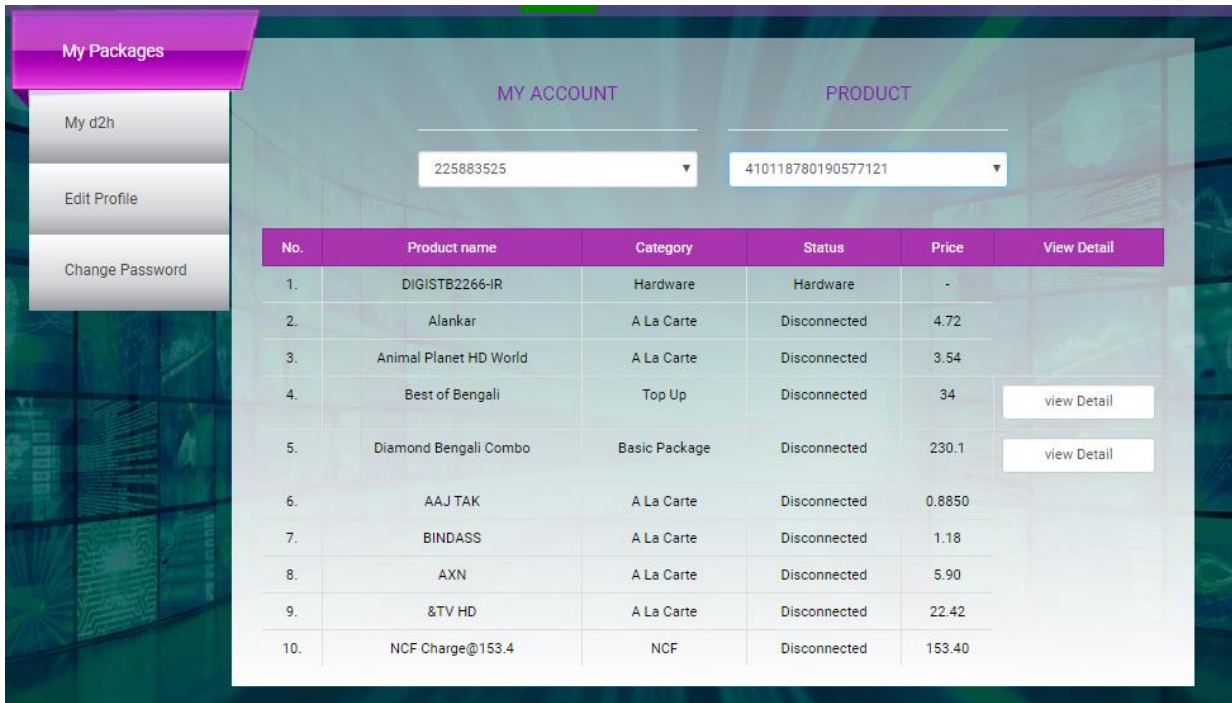 My Packages
My d2h
Edit Profile
Change Password
MY ACCOUNT PRODUCT
225883525 410118780190577121
No. Product name Category Status Price View Detail
1. DIGISTB2266-IR Hardware Hardware -
2. Alankar A La Carte Disconnected 4.72
3. Animal Planet HD World A La Carte Disconnected 3.54
4. Best of Bengali Top Up Disconnected 34 view Detail
5. Diamond Bengali Combo Basic Package Disconnected 230.1 view Detail
6. AAJ TAK A La Carte Disconnected 0.8850
7. BINDASS A La Carte Disconnected 1.18
8. AXN A La Carte Disconnected 5.90
9. &TV HD A La Carte Disconnected 22.42
10. NCF Charge@153.4 NCF Disconnected 153.40